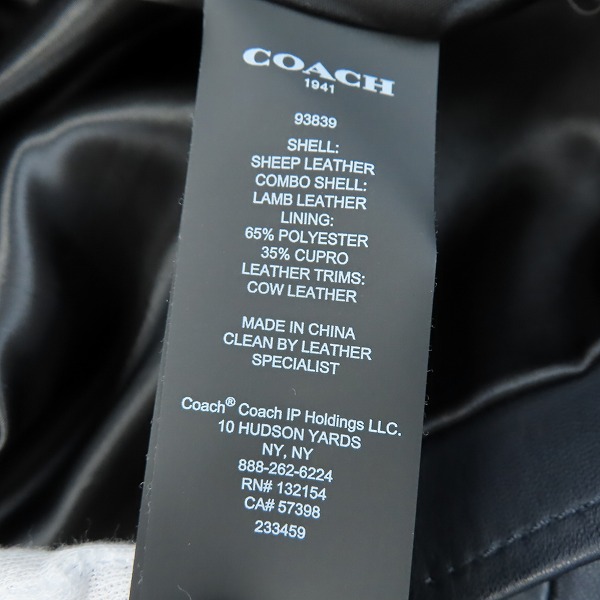 COACH
1941
93839
SHELL:
SHEEP LEATHER
COMBO SHELL:
LAMB LEATHER
LINING:
65% POLYESTER
35% CUPRO
LEATHER TRIMS:
COW LEATHER
MADE IN CHINA
CLEAN BY LEATHER
SPECIALIST
Coach® Coach IP Holdings LLC.
10 HUDSON YARDS
NY, NY
888-262-6224
RN# 132154
CA# 57398
233459